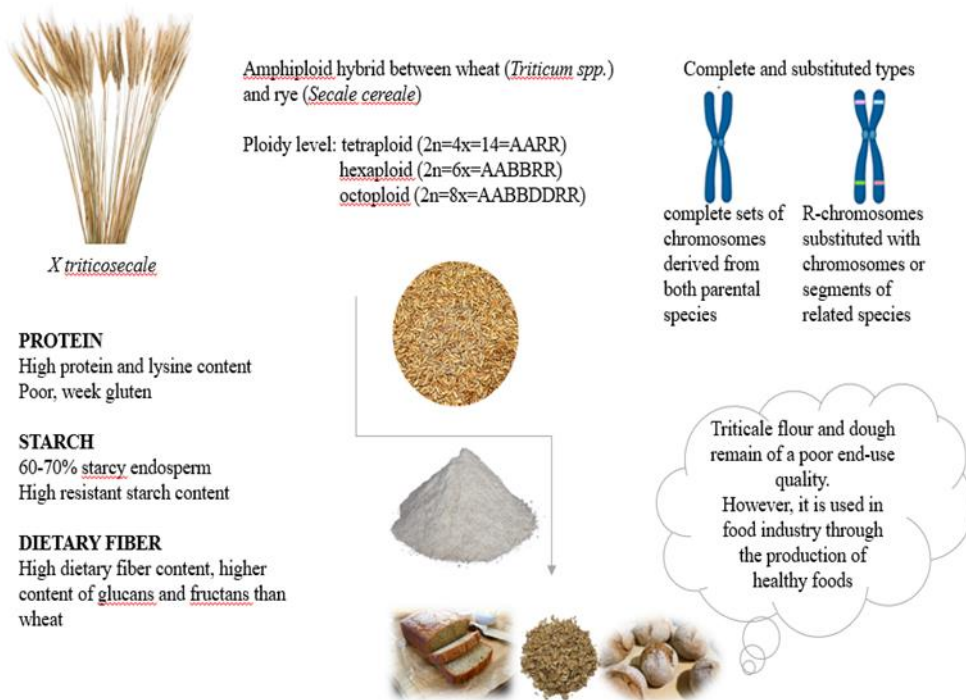 Amphiploid hybrid between wheat (Triticum spp.)
and rye (Secale cereale)
Ploidy level: tetraploid (2n=4x=14=AARR)
hexaploid (2n=6x=AABBRR)
octoploid (2n=8x=AABBDDRR)
Complete and substituted types
complete sets of
chromosomes
derived from
both parental
species
R-chromosomes
substituted with
chromosomes or
segments of
related species
X triticosecale
PROTEIN
High protein and lysine content
Poor, week gluten
STARCH
60-70% starcy endosperm
High resistant starch content
DIETARY FIBER
High dietary fiber content, higher
content of glucans and fructans than
wheat
Triticale flour and dough
remain of a poor end-use
quality.
However, it is used in
food industry through
the production of
healthy foods